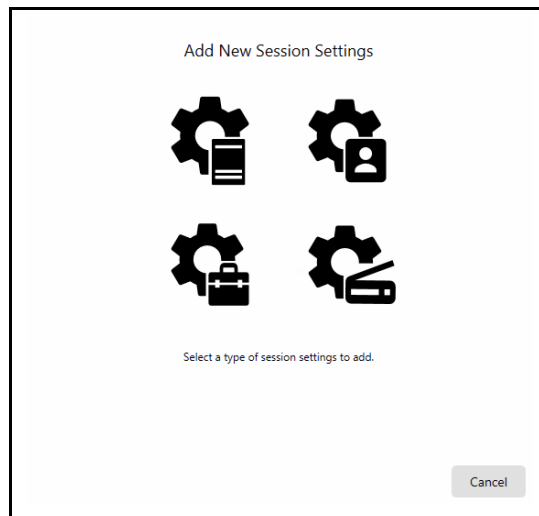 Add New Session Settings
Select a type of session settings to add.
Cancel